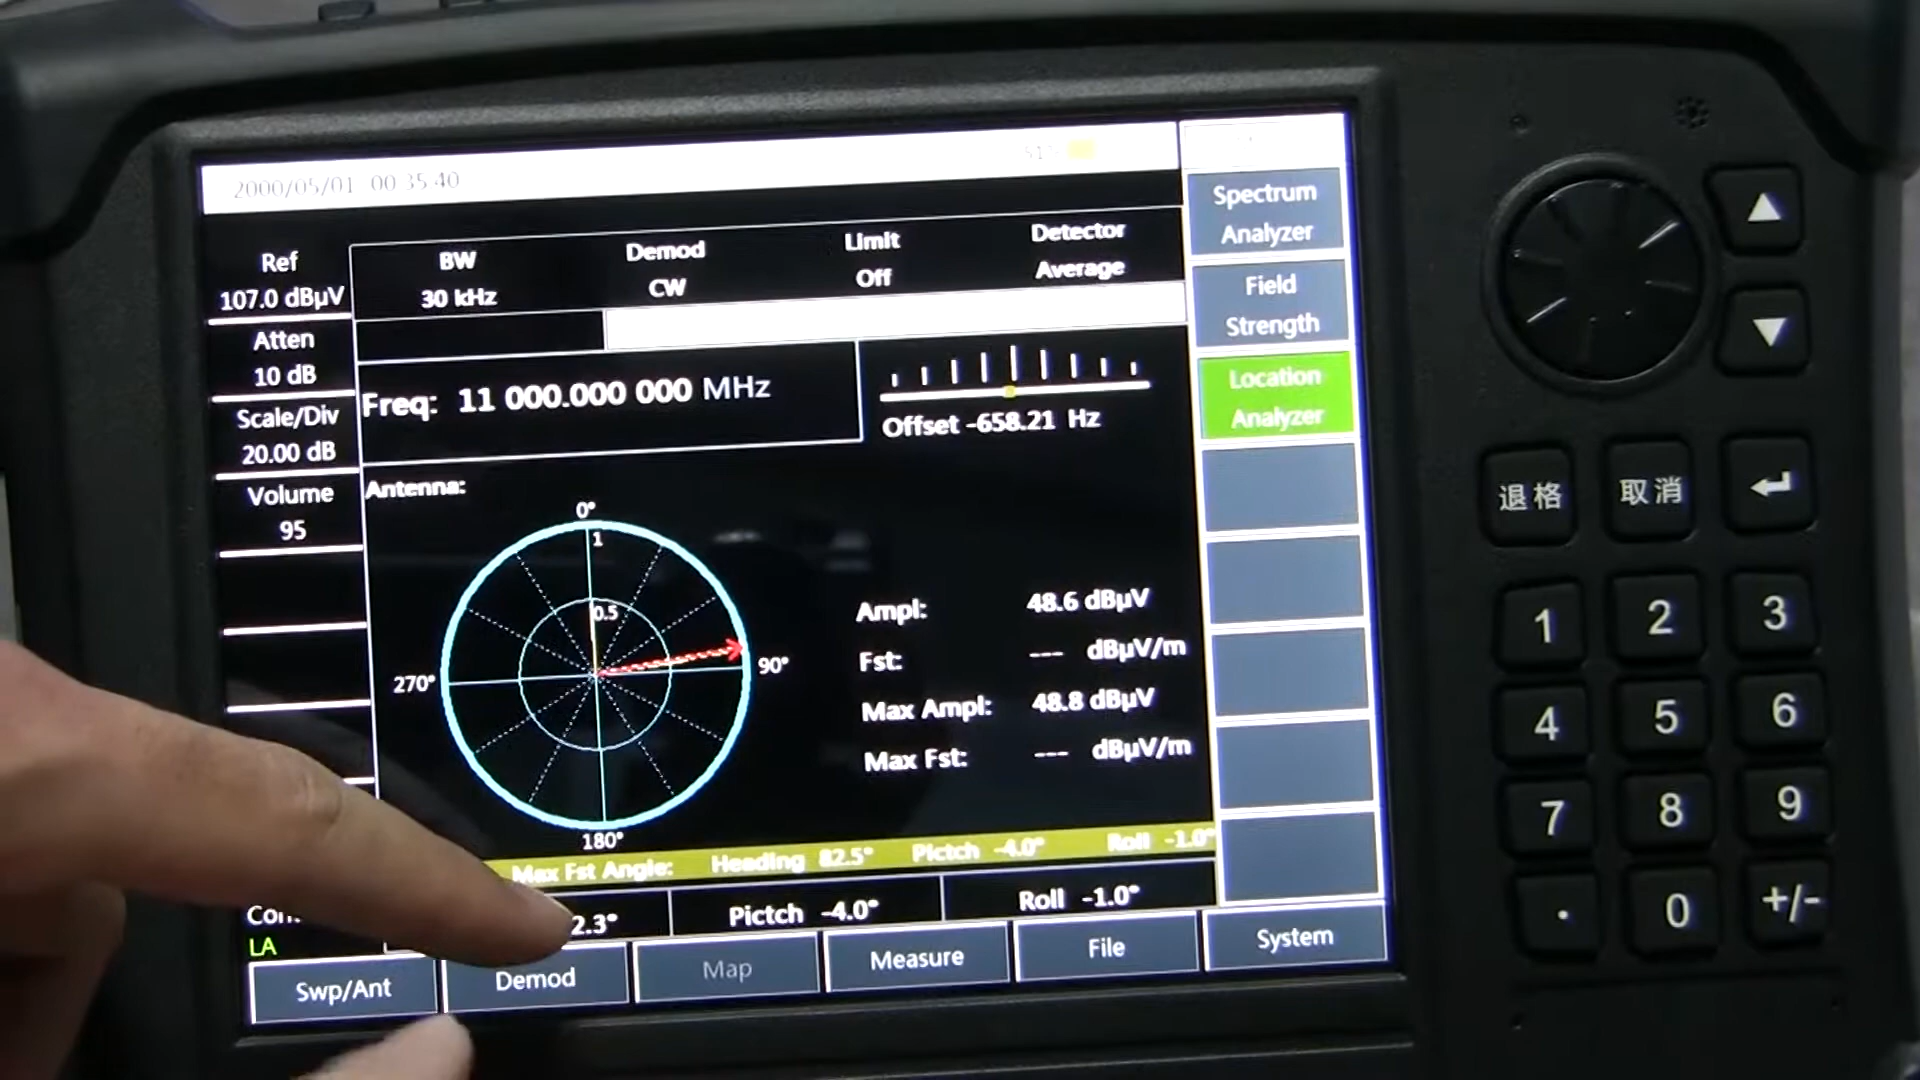 2000/05/01 00:35:40
51%
Ref
107.0 dBµV
Atten
10 dB
Scale/Div
20.00 dB
Volume
95
BW
30 kHz
Demod
CW
Limit
Off
Detector
Average
Freq: 11 000.000 000 MHz
Offset -658.21 Hz
Antenna:
0°
1
0.5
90°
270°
180°
Ampl: 48.6 dBµV
Fst: --- dBµV/m
Max Ampl: 48.8 dBµV
Max Fst: --- dBµV/m
Max Fst Angle: Heading 82.5° Pictch -4.0° Roll -1.0°
2.3° Pictch -4.0° Roll -1.0°
LA
Swp/Ant
Demod
Map
Measure
File
System
Spectrum
Analyzer
Field
Strength
Location
Analyzer
退格
取消
1
2
3
4
5
6
7
8
9
.
0
+/-